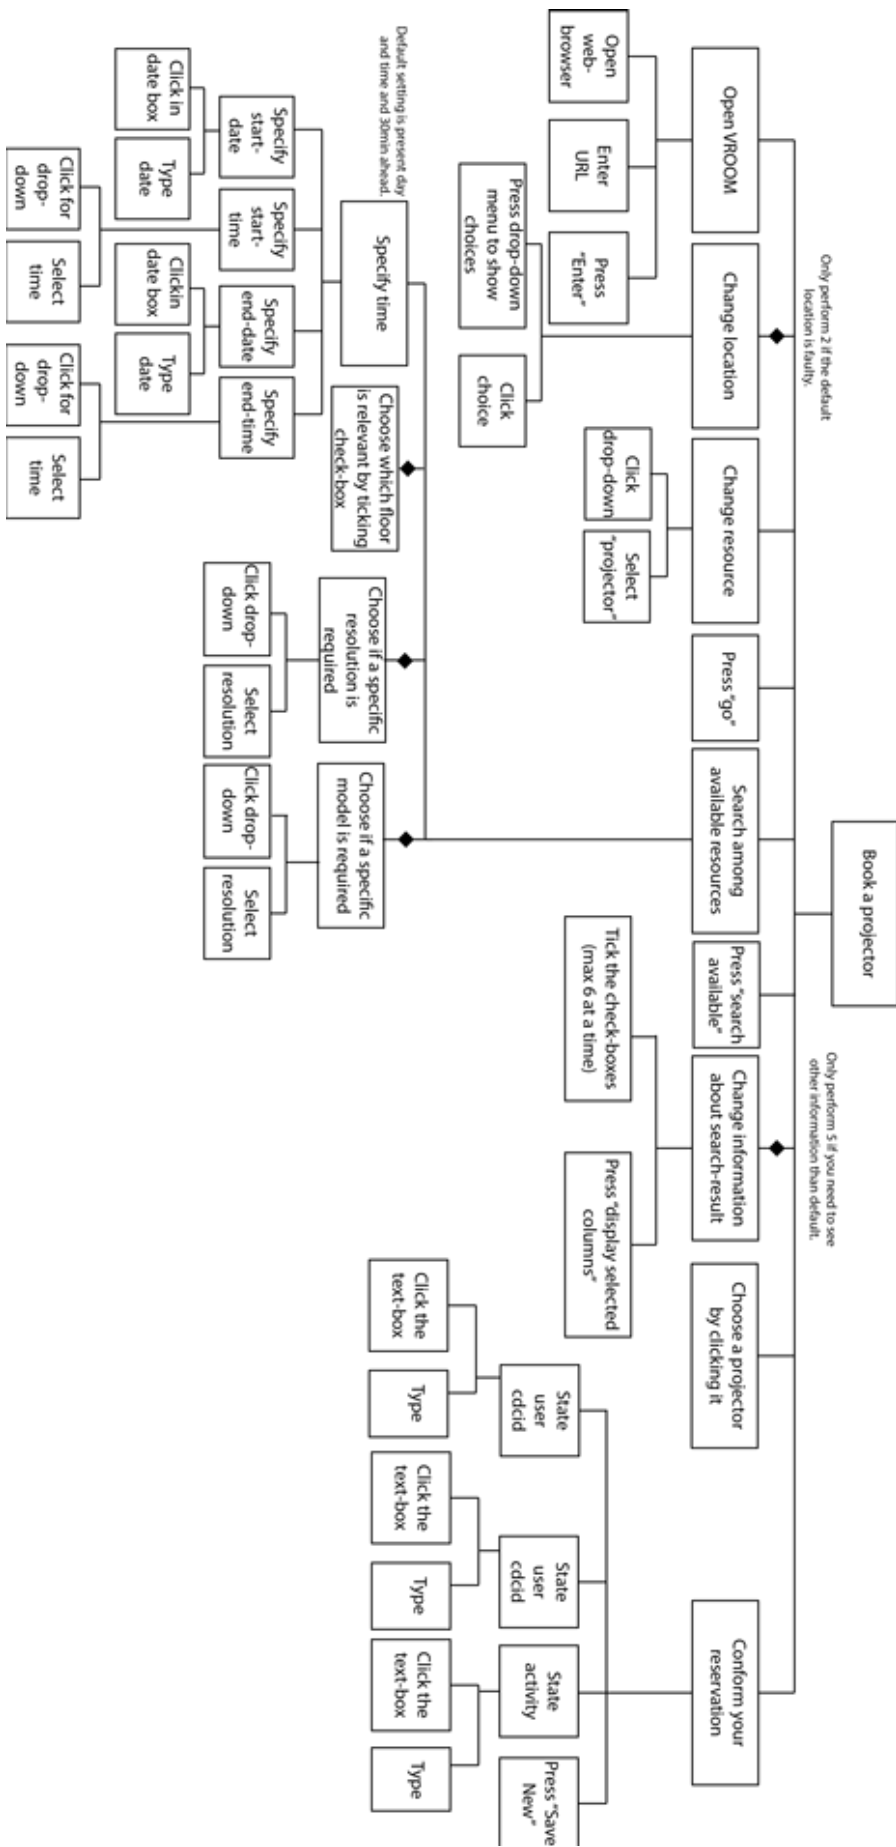 Book a projector
Only perform 2 if the default
location is faulty.
Only perform 5 if you need to see
other information than default.
Open VROOM
Change location
Change resource
Press "go"
Search among
available resources
Press "search
available"
Change information
about search-result
Choose a projector
by clicking it
Conform your
reservation
Open
web-
browser
Enter
URL
Press
"Enter"
Press drop-down
menu to show
choices
Click
choice
Click
drop-down
Select
"projector"
Tick the check-boxes
(max 6 at a time)
Press "display selected
columns"
State
user
cdcid
State
user
cdcid
State
activity
Press "Save
New"
Click the
text-box
Type
Click the
text-box
Type
Click the
text-box
Type
Default setting is present day
and time and 30min ahead.
Specify time
Choose which floor
is relevant by ticking
check-box
Choose if a specific
resolution is
required
Choose if a specific
model is required
Specify
start-
date
Specify
start-
time
Specify
end-date
Specify
end-time
Click drop-
down
Select
resolution
Click drop-
down
Select
resolution
Click in
date box
Type
date
Clickin
date box
Type
date
Click for
drop-
down
Select
time
Click for
drop-
down
Select
time